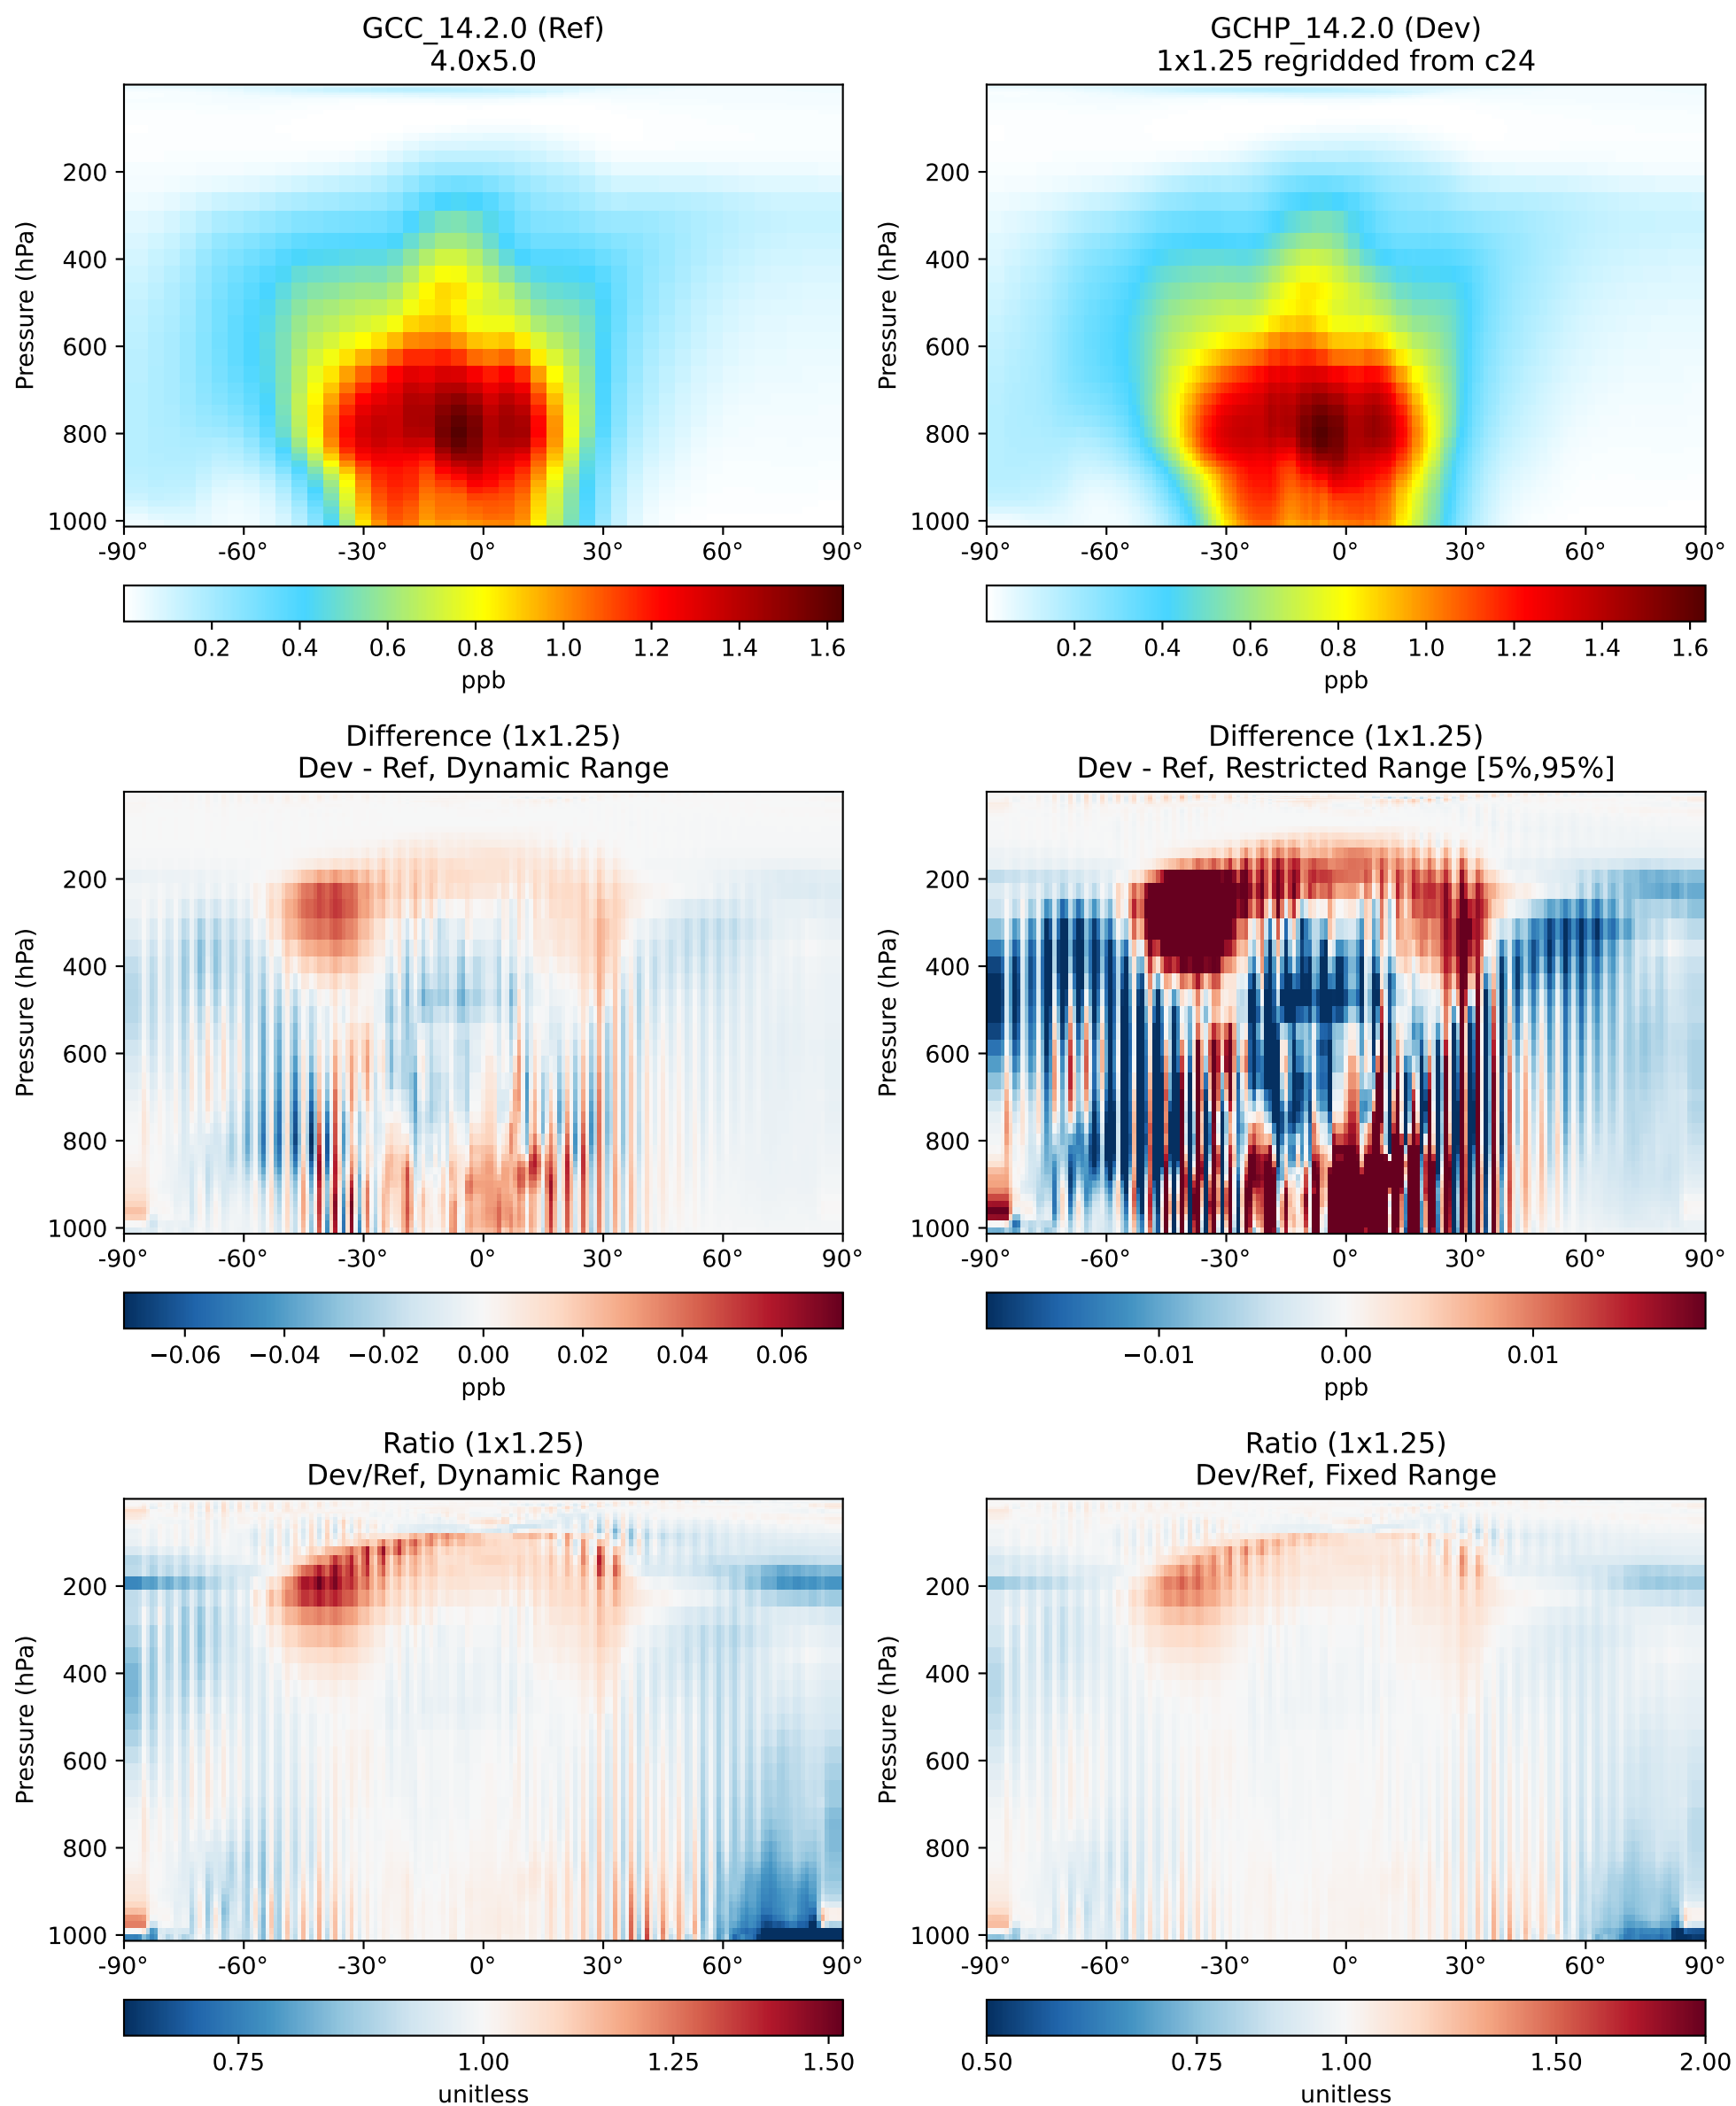 GCC_14.2.0 (Ref)
4.0x5.0
GCHP_14.2.0 (Dev)
1x1.25 regridded from c24
Pressure (hPa)
200
400
600
800
1000
-90° -60° -30° 0° 30° 60° 90°
0.2 0.4 0.6 0.8 1.0 1.2 1.4 1.6
ppb
Pressure (hPa)
200
400
600
800
1000
-90° -60° -30° 0° 30° 60° 90°
0.2 0.4 0.6 0.8 1.0 1.2 1.4 1.6
ppb
Difference (1x1.25)
Dev - Ref, Dynamic Range
Pressure (hPa)
200
400
600
800
1000
-90° -60° -30° 0° 30° 60° 90°
−0.06 −0.04 −0.02 0.00 0.02 0.04 0.06
ppb
Difference (1x1.25)
Dev - Ref, Restricted Range [5%,95%]
Pressure (hPa)
200
400
600
800
1000
-90° -60° -30° 0° 30° 60° 90°
−0.01 0.00 0.01
ppb
Ratio (1x1.25)
Dev/Ref, Dynamic Range
Pressure (hPa)
200
400
600
800
1000
-90° -60° -30° 0° 30° 60° 90°
0.75 1.00 1.25 1.50
unitless
Ratio (1x1.25)
Dev/Ref, Fixed Range
Pressure (hPa)
200
400
600
800
1000
-90° -60° -30° 0° 30° 60° 90°
0.50 0.75 1.00 1.50 2.00
unitless